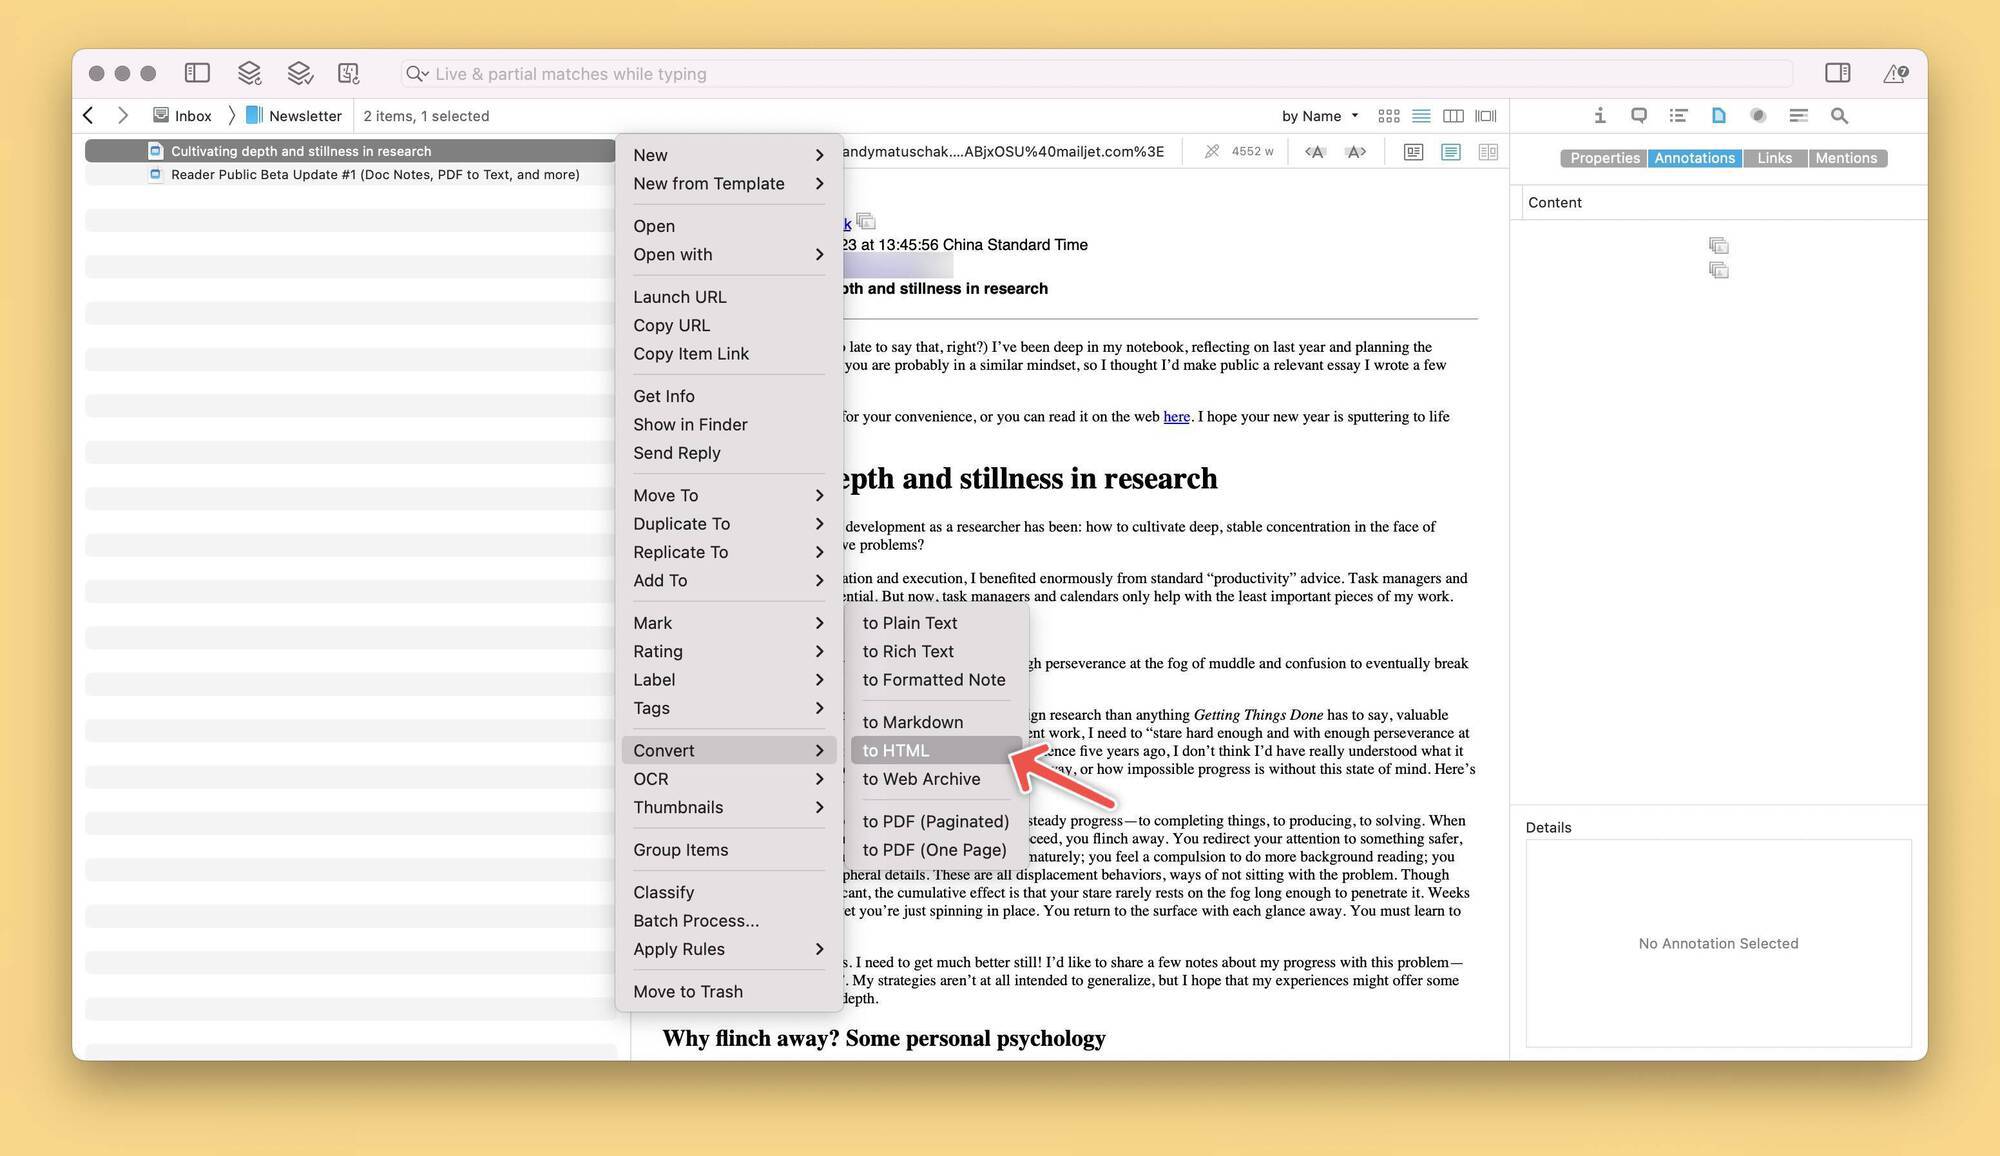 Live & partial matches while typing
7
Inbox
Newsletter
2 items, 1 selected
by Name
Cultivating depth and stillness in research
Reader Public Beta Update #1 (Doc Notes, PDF to Text, and more)
New
New from Template
Open
Open with
Launch URL
Copy URL
Copy Item Link
Get Info
Show in Finder
Send Reply
Move To
Duplicate To
Replicate To
Add To
Mark
Rating
Label
Tags
Convert
OCR
Thumbnails
Group Items
Classify
Batch Process...
Apply Rules
Move to Trash
to Plain Text
to Rich Text
to Formatted Note
to Markdown
to HTML
to Web Archive
to PDF (Paginated)
to PDF (One Page)
andymatuschak....ABjxOSU%40mailjet.com%3E
4552 w
k
23 at 13:45:56 China Standard Time
pth and stillness in research
late to say that, right?) I’ve been deep in my notebook, reflecting on last year and planning the
you are probably in a similar mindset, so I thought I’d make public a relevant essay I wrote a few
for your convenience, or you can read it on the web here. I hope your new year is sputtering to life
epth and stillness in research
development as a researcher has been: how to cultivate deep, stable concentration in the face of
ve problems?
ation and execution, I benefited enormously from standard “productivity” advice. Task managers and
ential. But now, task managers and calendars only help with the least important pieces of my work.
gh perseverance at the fog of muddle and confusion to eventually break
ign research than anything Getting Things Done has to say, valuable
ent work, I need to “stare hard enough and with enough perseverance at
ence five years ago, I don’t think I’d have really understood what it
way, or how impossible progress is without this state of mind. Here’s
steady progress—to completing things, to producing, to solving. When
ceed, you flinch away. You redirect your attention to something safer,
maturely; you feel a compulsion to do more background reading; you
pheral details. These are all displacement behaviors, ways of not sitting with the problem. Though
cant, the cumulative effect is that your stare rarely rests on the fog long enough to penetrate it. Weeks
et you’re just spinning in place. You return to the surface with each glance away. You must learn to
s. I need to get much better still! I’d like to share a few notes about my progress with this problem—
”. My strategies aren’t at all intended to generalize, but I hope that my experiences might offer some
depth.
Why flinch away? Some personal psychology
Properties
Annotations
Links
Mentions
Content
Details
No Annotation Selected